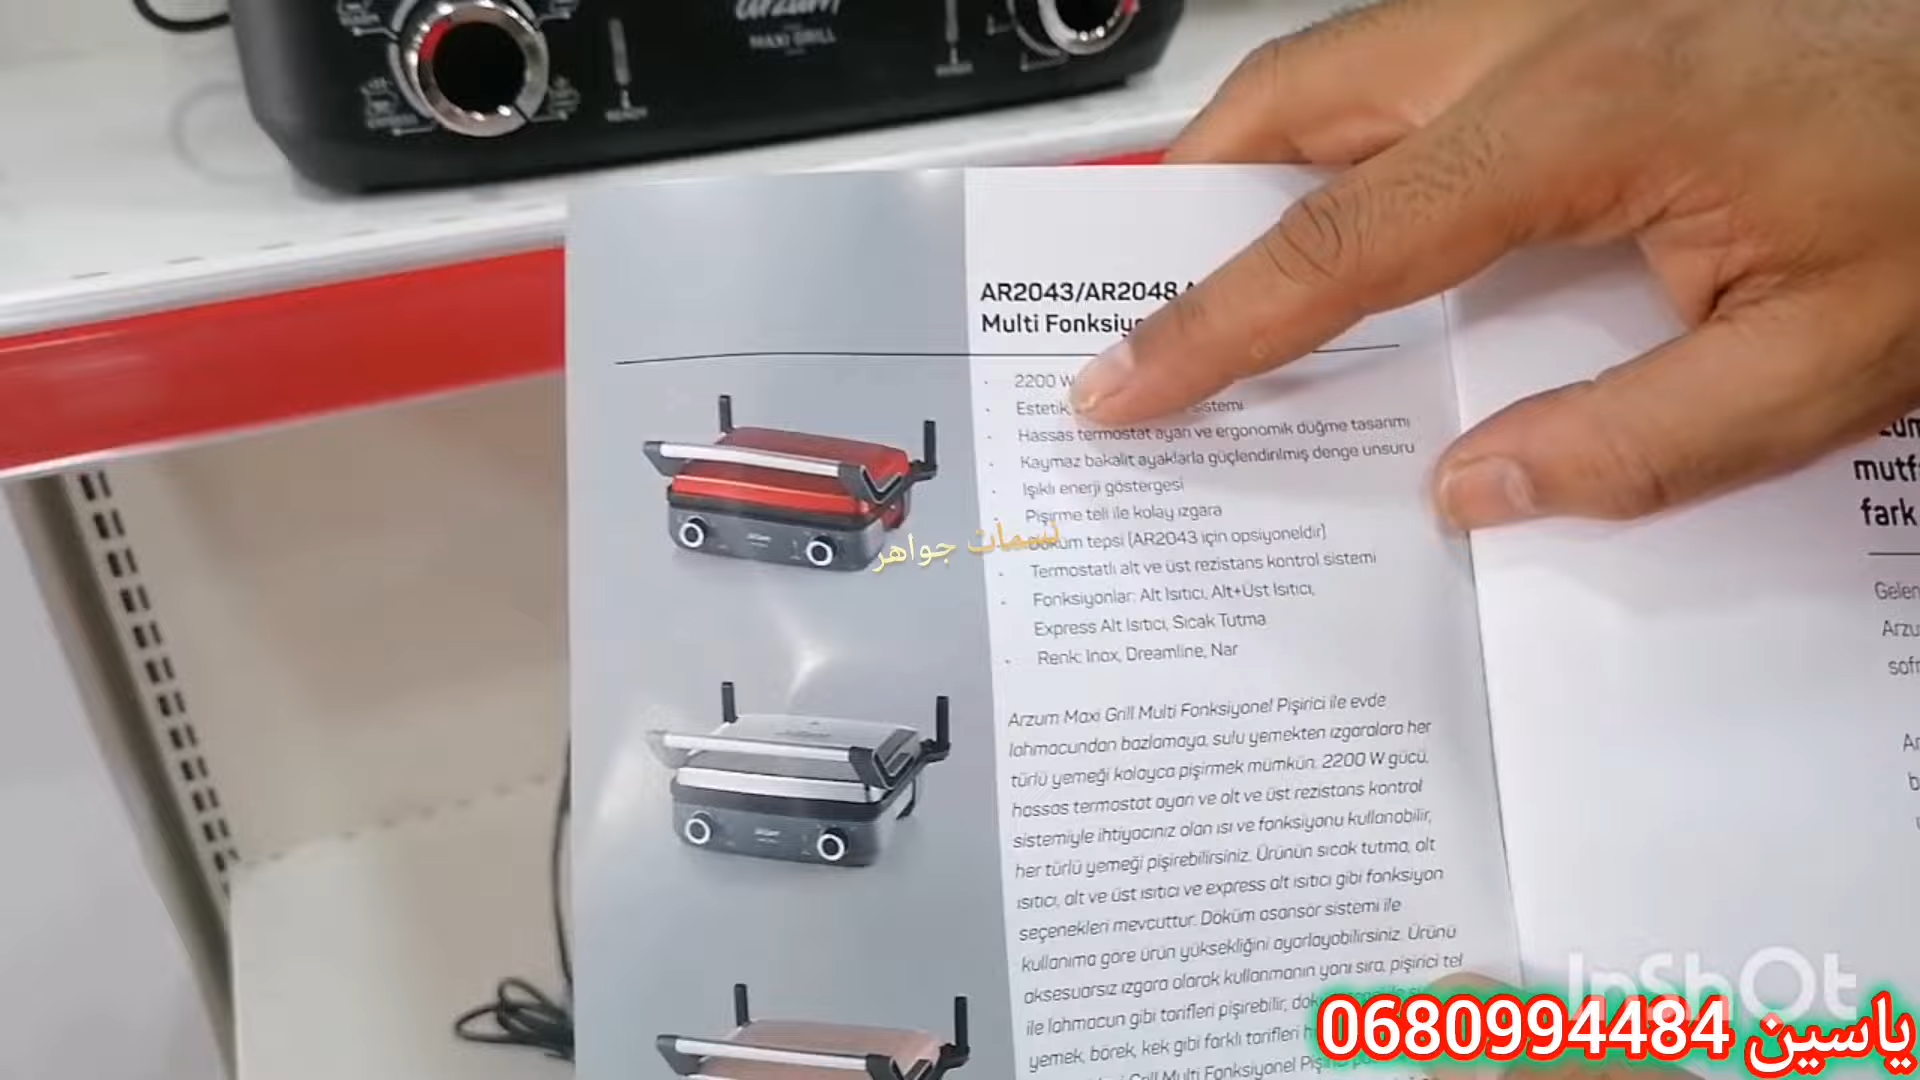 arzum
MAXI GRILL
READY
AR2043/AR2048
Multi
2200 W
Estetik,
Hassas termostat ayarı ve ergonomik düğme tasarımı
Kaymaz bakalit ayaklarla güçlendirilmiş denge unsuru
Işıklı enerji göstergesi
Pişirme teli ile kolay ızgara
Döküm tepsi (AR2043 için opsiyoneldir)
Termostatlı alt ve üst rezistans kontrol sistemi
Fonksiyonlar: Alt Isıtıcı, Alt+Üst Isıtıcı,
Express Alt Isıtıcı, Sıcak Tutma
Renk: Inox, Dreamline, Nar
Arzum Maxi Grill Multi Fonksiyonel Pişirici ile evde
lahmacundan bazlamaya, sulu yemekten ızgaralara her
türlü yemeği kolayca pişirmek mümkün. 2200 W gücü,
hassas termostat ayarı ve alt ve üst rezistans kontrol
sistemiyle ihtiyacınız olan ısı ve fonksiyonu kullanabilir,
her türlü yemeği pişirebilirsiniz. Ürünün sıcak tutma, alt
ısıtıcı, alt ve üst ısıtıcı ve express alt ısıtıcı gibi fonksiyon
seçenekleri mevcuttur. Döküm asansör sistemi ile
kullanıma göre ürün yüksekliğini ayarlayabilirsiniz. Ürünü
aksesuarsız ızgara olarak kullanmanın yanı sıra, pişirici tel
ile lahmacun gibi tarifleri pişirebilir,
yemek, börek, kek gibi farklı tarifleri
Grill Multi Fonksiyonel
fark
نسمات جواهر
InShOt
ياسين 0680994484